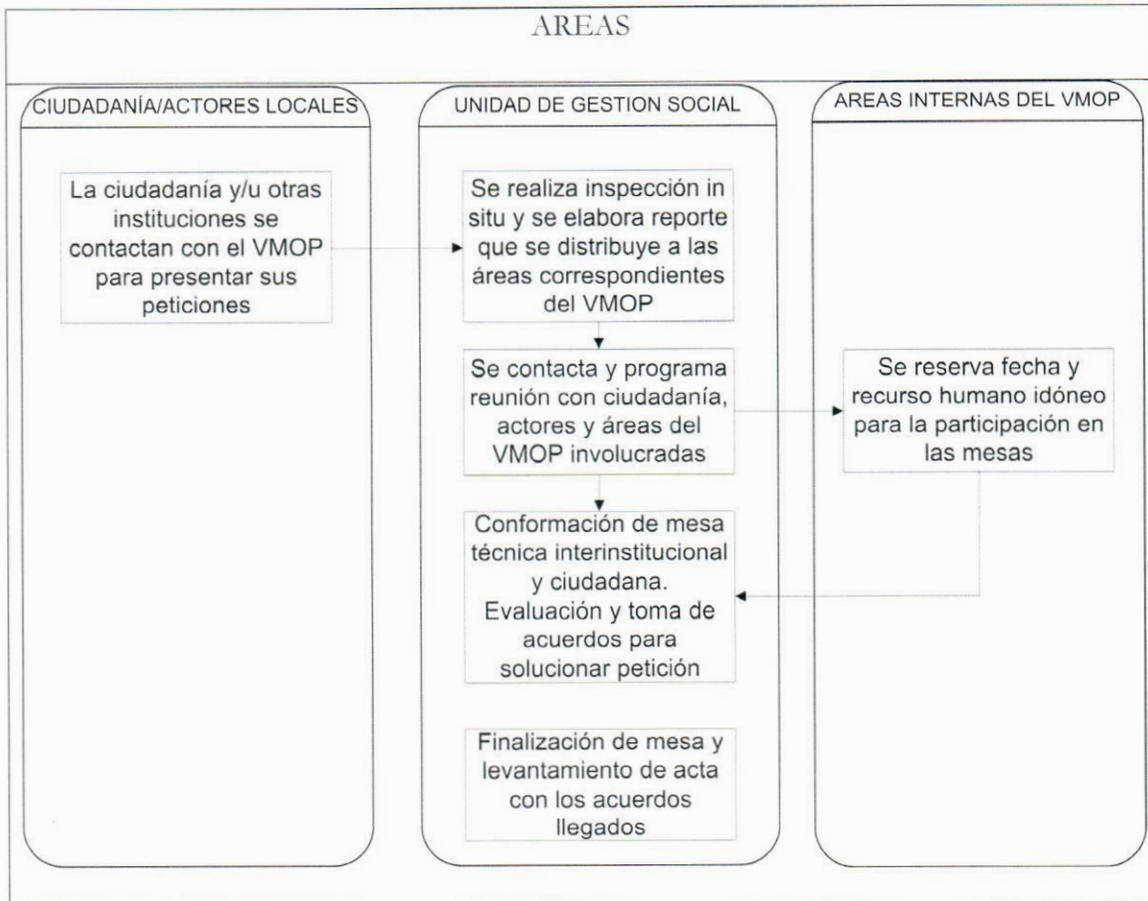 AREAS
CIUDADANÍA/ACTORES LOCALES
La ciudadanía y/u otras
instituciones se
contactan con el VMOP
para presentar sus
peticiones
UNIDAD DE GESTION SOCIAL
Se realiza inspección in
situ y se elabora reporte
que se distribuye a las
áreas correspondientes
del VMOP
Se contacta y programa
reunión con ciudadanía,
actores y áreas del
VMOP involucradas
Conformación de mesa
técnica interinstitucional
y ciudadana.
Evaluación y toma de
acuerdos para
solucionar petición
Finalización de mesa y
levantamiento de acta
con los acuerdos
llegados
AREAS INTERNAS DEL VMOP
Se reserva fecha y
recurso humano idóneo
para la participación en
las mesas